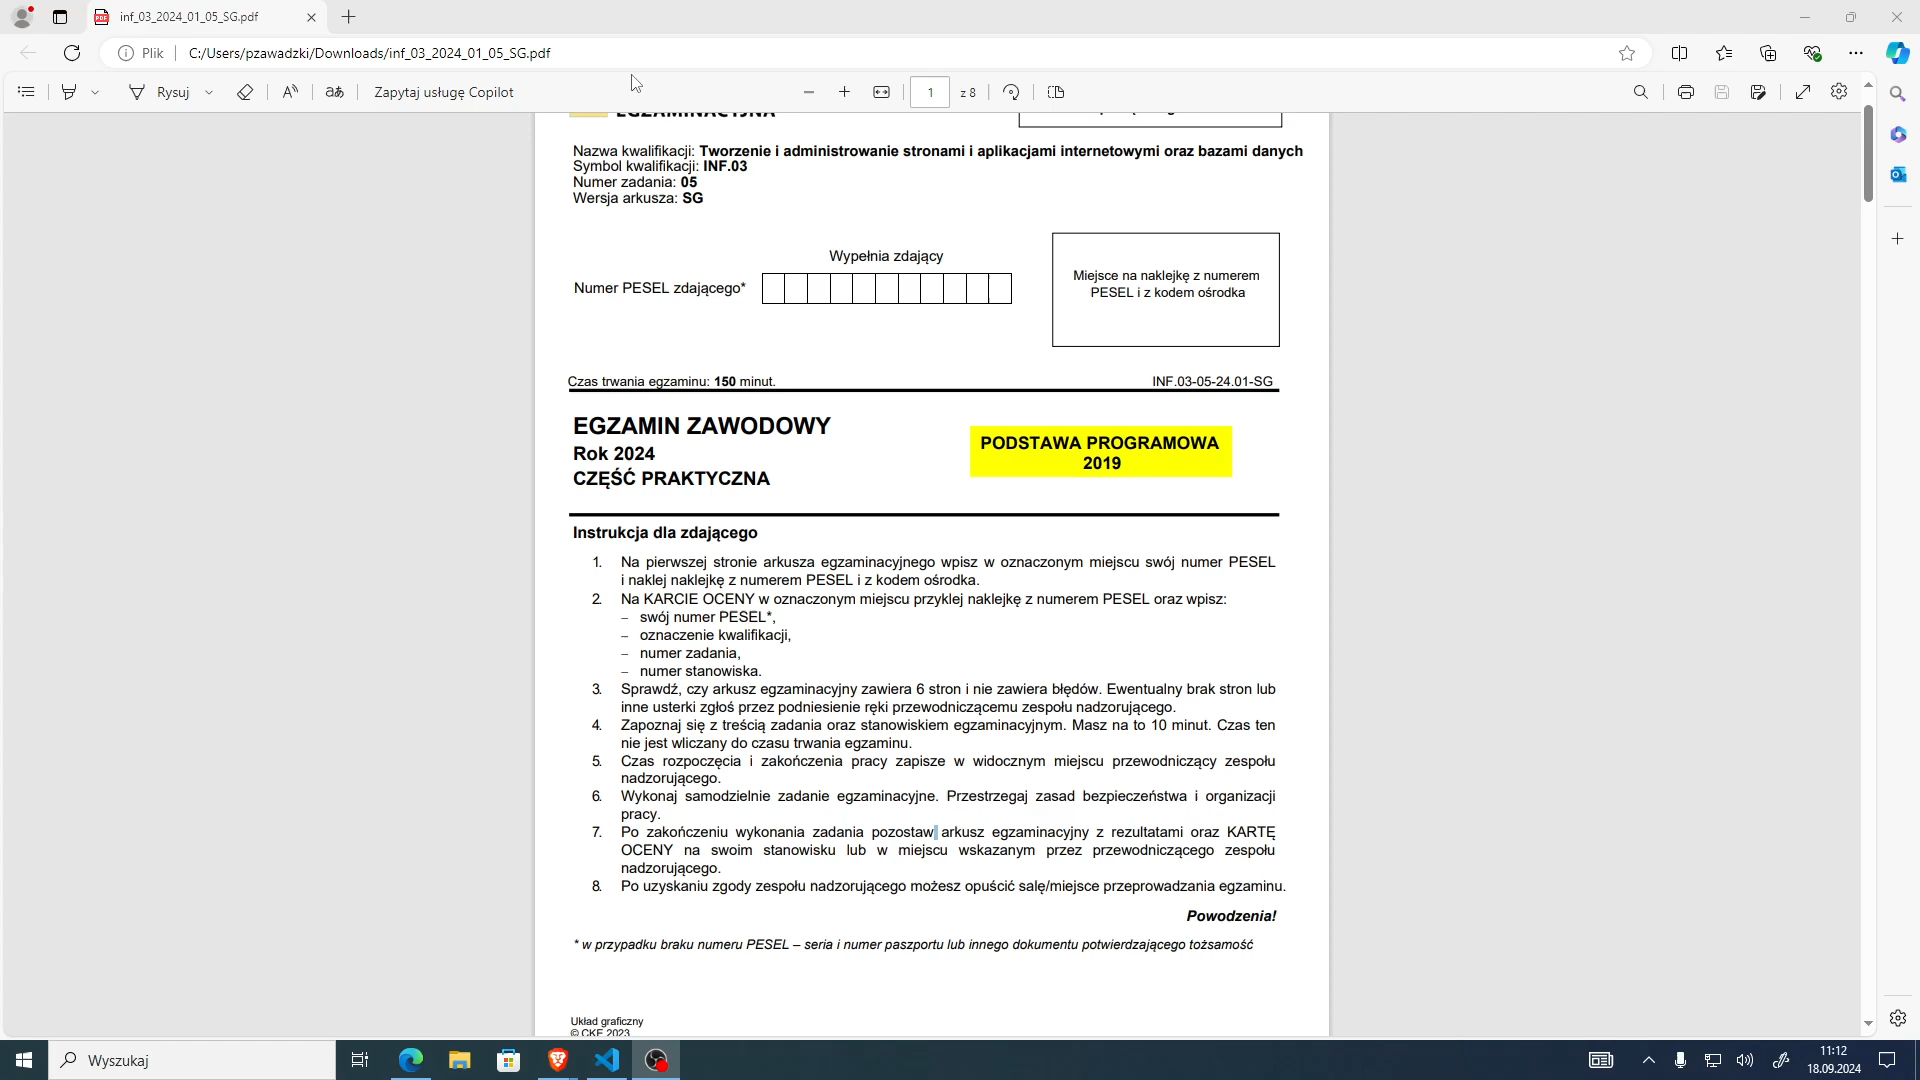 inf_03_2024_01_05_SG.pdf
Plik
C:/Users/pzawadzki/Downloads/inf_03_2024_01_05_SG.pdf
Rysuj
aあ
Zapytaj usługę Copilot
1 z 8
EGZAMINACYJNA
Nazwa kwalifikacji: Tworzenie i administrowanie stronami i aplikacjami internetowymi oraz bazami danych
Symbol kwalifikacji: INF.03
Numer zadania: 05
Wersja arkusza: SG
Wypełnia zdający
Numer PESEL zdającego*
Miejsce na naklejkę z numerem
PESEL i z kodem ośrodka
Czas trwania egzaminu: 150 minut.
INF.03-05-24.01-SG
EGZAMIN ZAWODOWY
Rok 2024
CZĘŚĆ PRAKTYCZNA
PODSTAWA PROGRAMOWA
2019
Instrukcja dla zdającego
1. Na pierwszej stronie arkusza egzaminacyjnego wpisz w oznaczonym miejscu swój numer PESEL
i naklej naklejkę z numerem PESEL i z kodem ośrodka.
2. Na KARCIE OCENY w oznaczonym miejscu przyklej naklejkę z numerem PESEL oraz wpisz:
– swój numer PESEL*,
– oznaczenie kwalifikacji,
– numer zadania,
– numer stanowiska.
3. Sprawdź, czy arkusz egzaminacyjny zawiera 6 stron i nie zawiera błędów. Ewentualny brak stron lub
inne usterki zgłoś przez podniesienie ręki przewodniczącemu zespołu nadzorującego.
4. Zapoznaj się z treścią zadania oraz stanowiskiem egzaminacyjnym. Masz na to 10 minut. Czas ten
nie jest wliczany do czasu trwania egzaminu.
5. Czas rozpoczęcia i zakończenia pracy zapisze w widocznym miejscu przewodniczący zespołu
nadzorującego.
6. Wykonaj samodzielnie zadanie egzaminacyjne. Przestrzegaj zasad bezpieczeństwa i organizacji
pracy.
7. Po zakończeniu wykonania zadania pozostaw arkusz egzaminacyjny z rezultatami oraz KARTĘ
OCENY na swoim stanowisku lub w miejscu wskazanym przez przewodniczącego zespołu
nadzorującego.
8. Po uzyskaniu zgody zespołu nadzorującego możesz opuścić salę/miejsce przeprowadzania egzaminu.
Powodzenia!
* w przypadku braku numeru PESEL – seria i numer paszportu lub innego dokumentu potwierdzającego tożsamość
Układ graficzny
© CKE 2023
Wyszukaj
11:12
18.09.2024